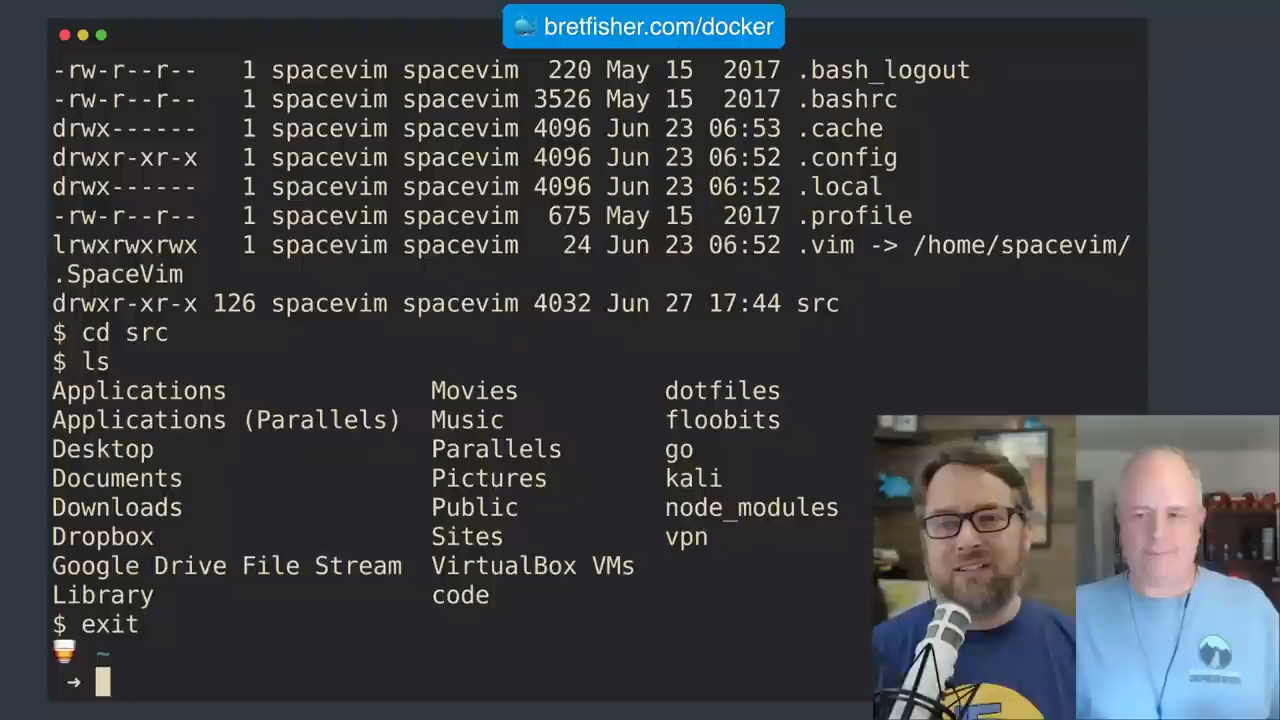 bretfisher.com/docker
-rw-r--r--   1 spacevim spacevim  220 May 15  2017 .bash_logout
-rw-r--r--   1 spacevim spacevim 3526 May 15  2017 .bashrc
drwx------   1 spacevim spacevim 4096 Jun 23 06:53 .cache
drwxr-xr-x   1 spacevim spacevim 4096 Jun 23 06:52 .config
drwx------   1 spacevim spacevim 4096 Jun 23 06:52 .local
-rw-r--r--   1 spacevim spacevim  675 May 15  2017 .profile
lrwxrwxrwx   1 spacevim spacevim   24 Jun 23 06:52 .vim -> /home/spacevim/
.SpaceVim
drwxr-xr-x 126 spacevim spacevim 4032 Jun 27 17:44 src
$ cd src
$ ls
Applications              Movies          dotfiles
Applications (Parallels)  Music           floobits
Desktop                   Parallels       go
Documents                 Pictures        kali
Downloads                 Public          node_modules
Dropbox                   Sites           vpn
Google Drive File Stream  VirtualBox VMs
Library                   code
$ exit
~
➜